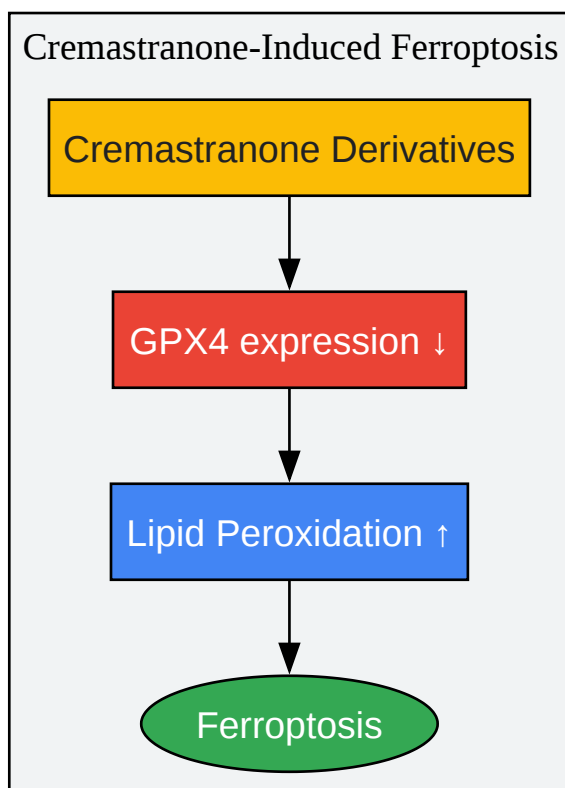 Cremastranone-Induced Ferroptosis
Cremastranone Derivatives
GPX4 expression ↓
Lipid Peroxidation ↑
Ferroptosis